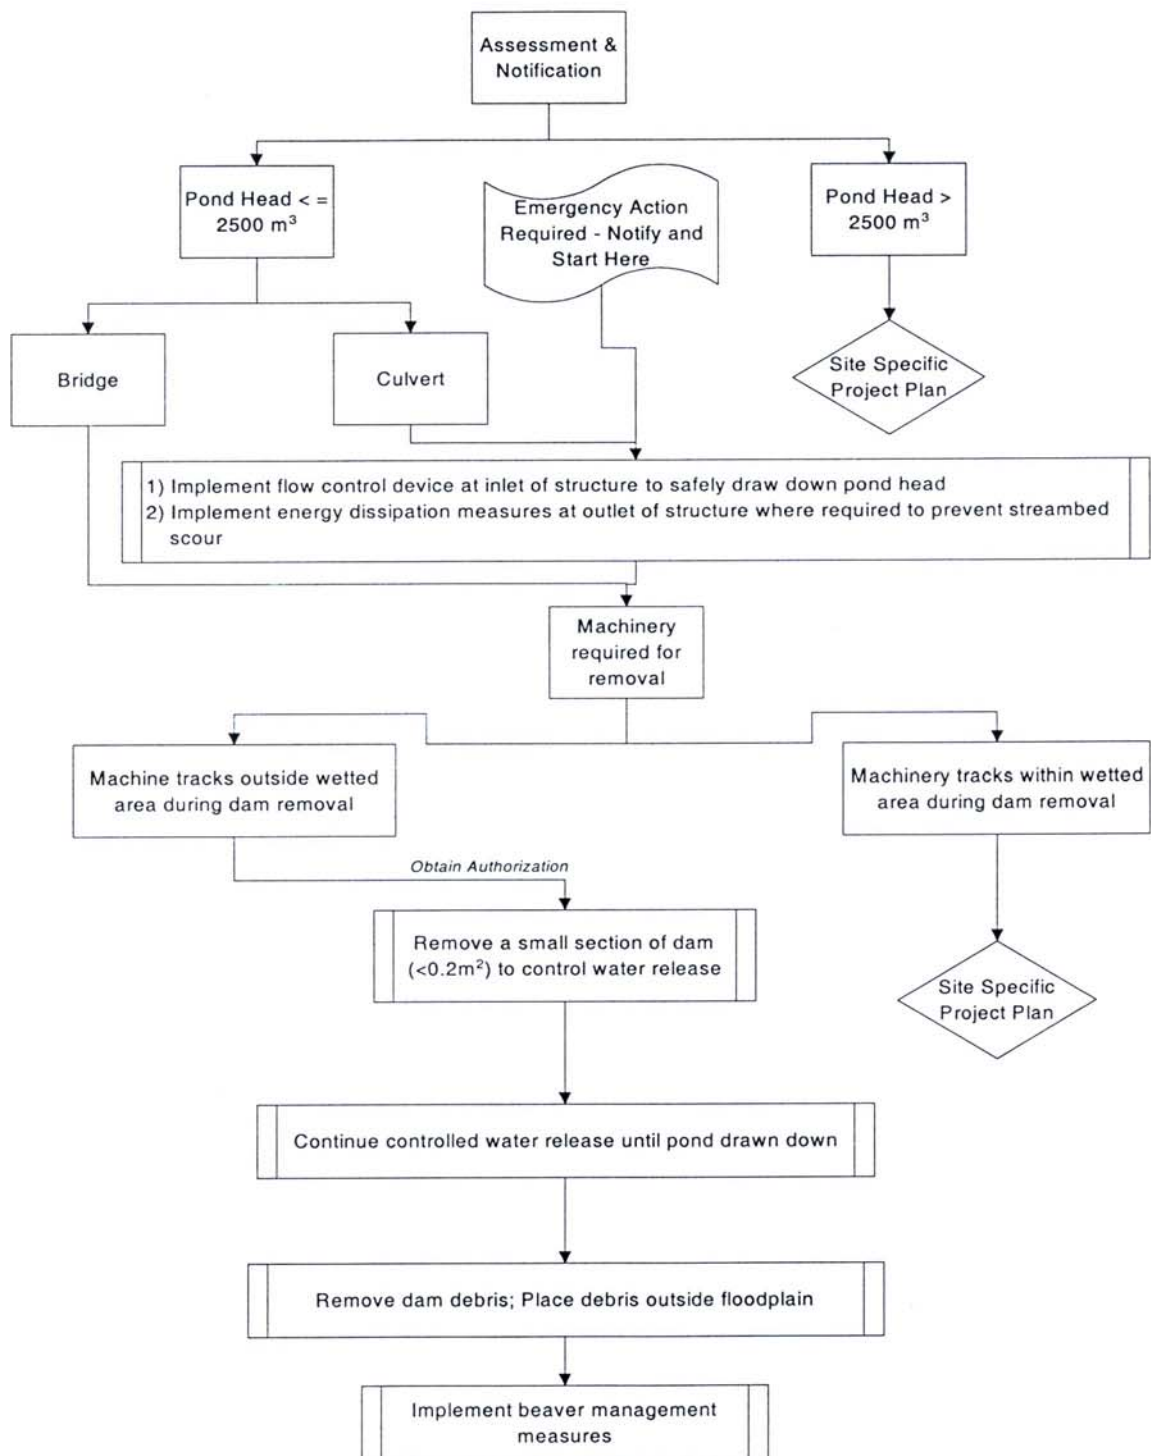 Assessment &
Notification
Pond Head < =
2500 m³
Emergency Action
Required - Notify and
Start Here
Pond Head >
2500 m³
Bridge
Culvert
Site Specific
Project Plan
1) Implement flow control device at inlet of structure to safely draw down pond head
2) Implement energy dissipation measures at outlet of structure where required to prevent streambed
scour
Machinery
required for
removal
Machine tracks outside wetted
area during dam removal
Machinery tracks within wetted
area during dam removal
Obtain Authorization
Remove a small section of dam
(<0.2m²) to control water release
Site Specific
Project Plan
Continue controlled water release until pond drawn down
Remove dam debris; Place debris outside floodplain
Implement beaver management
measures